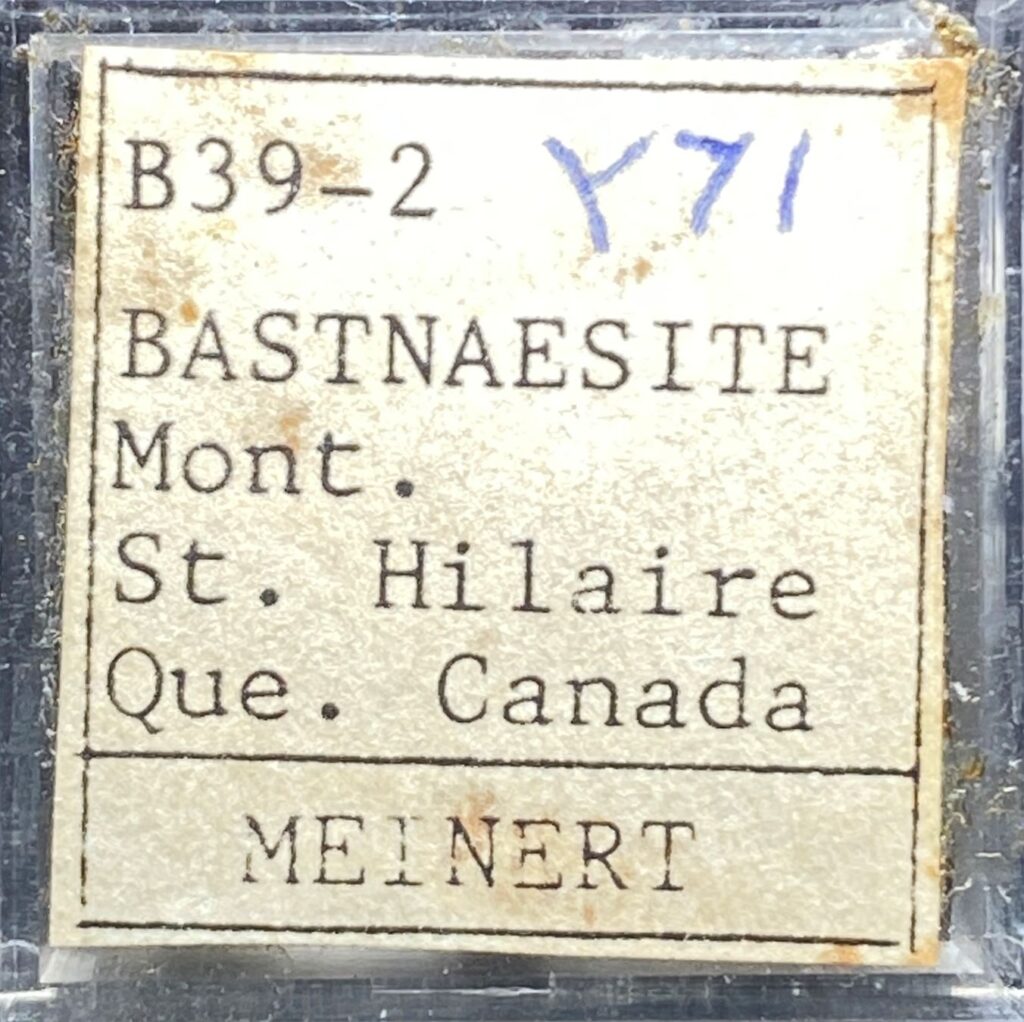 B39-2 Y71
BASTNAESITE
Mont.
St. Hilaire
Que. Canada
MEINERT